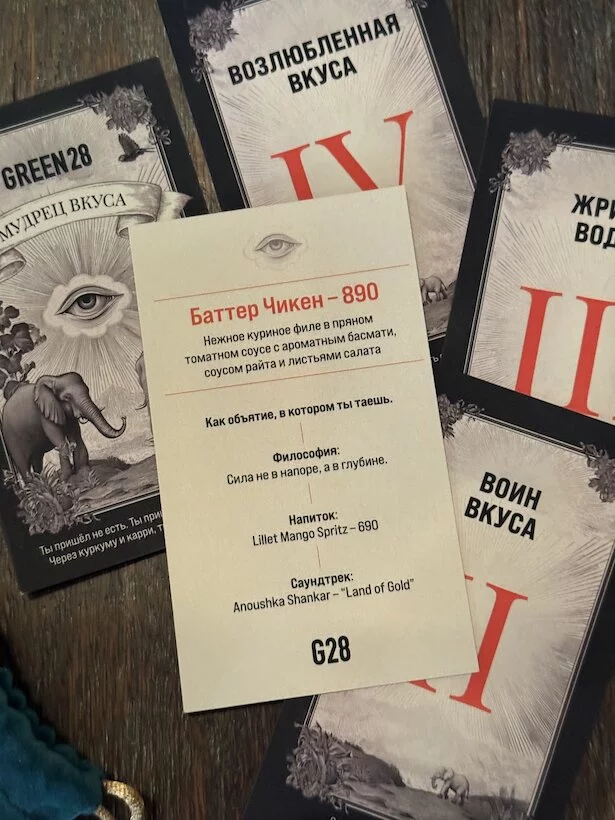 GREEN28
МУДРЕЦ ВКУСА
Ты пришёл не есть. Ты
Через куркуму и карри,
ВОЗЛЮБЛЕННАЯ
ВКУСА
IV
Баттер Чикен – 890
Нежное куриное филе в пряном
томатном соусе с ароматным басмати,
соусом райта и листьями салата
Как объятие, в котором ты таешь.
Философия:
Сила не в напоре, а в глубине.
Напиток:
Lillet Mango Spritz – 690
Саундтрек:
Anoushka Shankar – “Land of Gold”
G28
ВОИН
ВКУСА
II